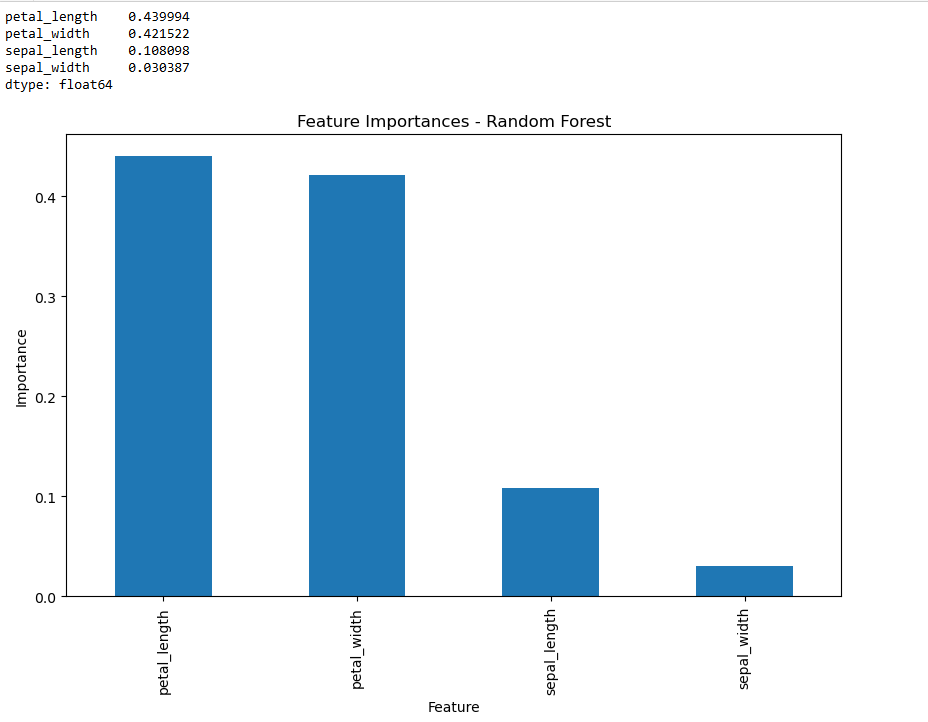 petal_length    0.439994
petal_width     0.421522
sepal_length    0.108098
sepal_width     0.030387
dtype: float64
Feature Importances - Random Forest
0.4
0.3
0.2
0.1
0.0
Importance
petal_length
petal_width
sepal_length
sepal_width
Feature